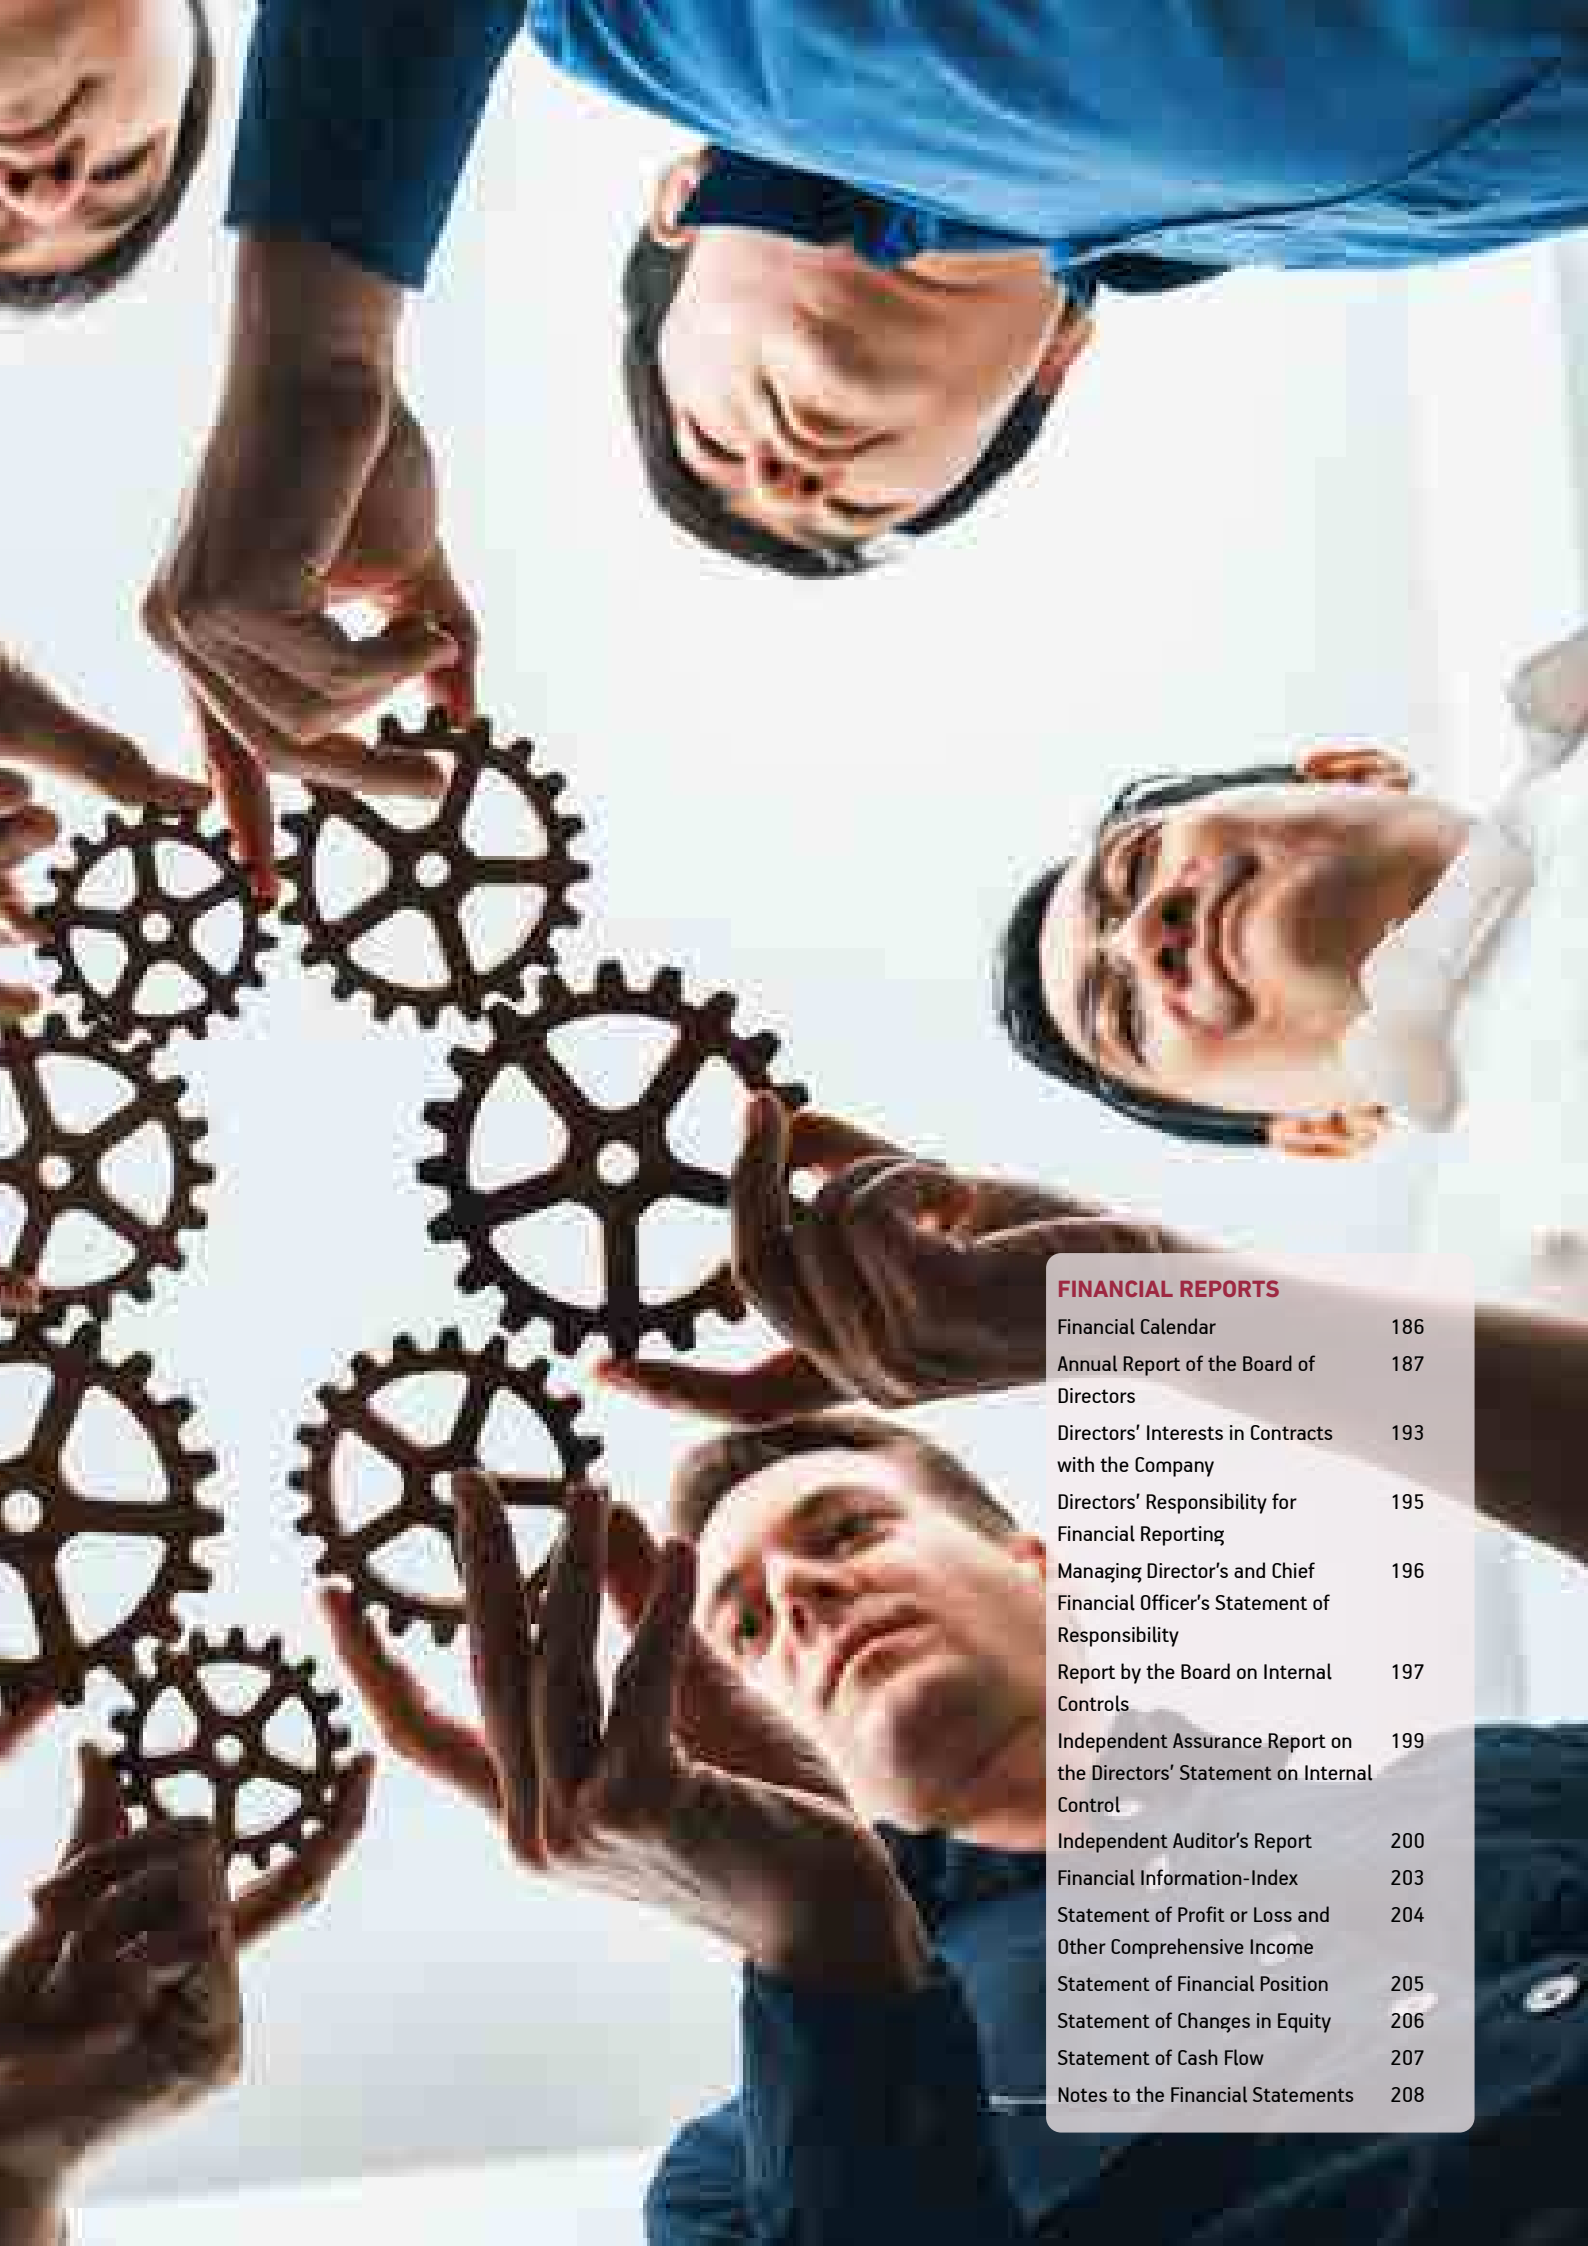 FINANCIAL REPORTS
Financial Calendar 186
Annual Report of the Board of 187
Directors
Directors' Interests in Contracts 193
with the Company
Directors' Responsibility for 195
Financial Reporting
Managing Director's and Chief 196
Financial Officer's Statement of
Responsibility
Report by the Board on Internal 197
Controls
Independent Assurance Report on 199
the Directors' Statement on Internal
Control
Independent Auditor's Report 200
Financial Information-Index 203
Statement of Profit or Loss and 204
Other Comprehensive Income
Statement of Financial Position 205
Statement of Changes in Equity 206
Statement of Cash Flow 207
Notes to the Financial Statements 208